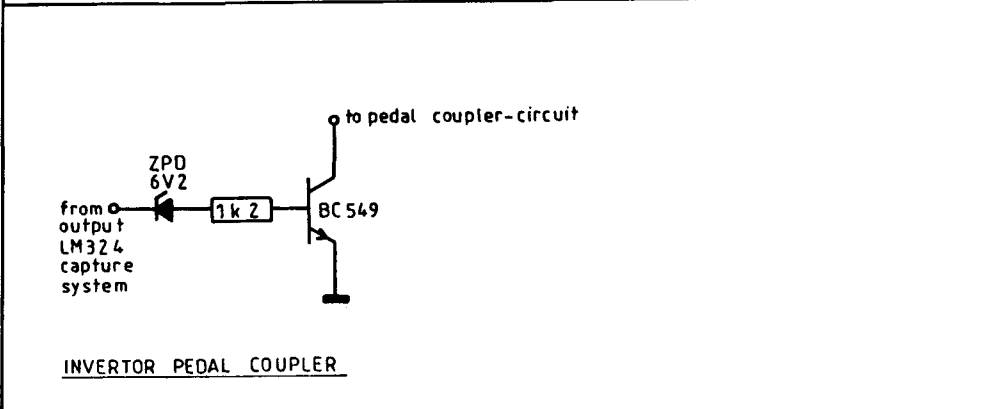 to pedal coupler-circuit
ZPD
6V2
from
output
LM324
capture
system
1k2
BC549
INVERTOR PEDAL COUPLER